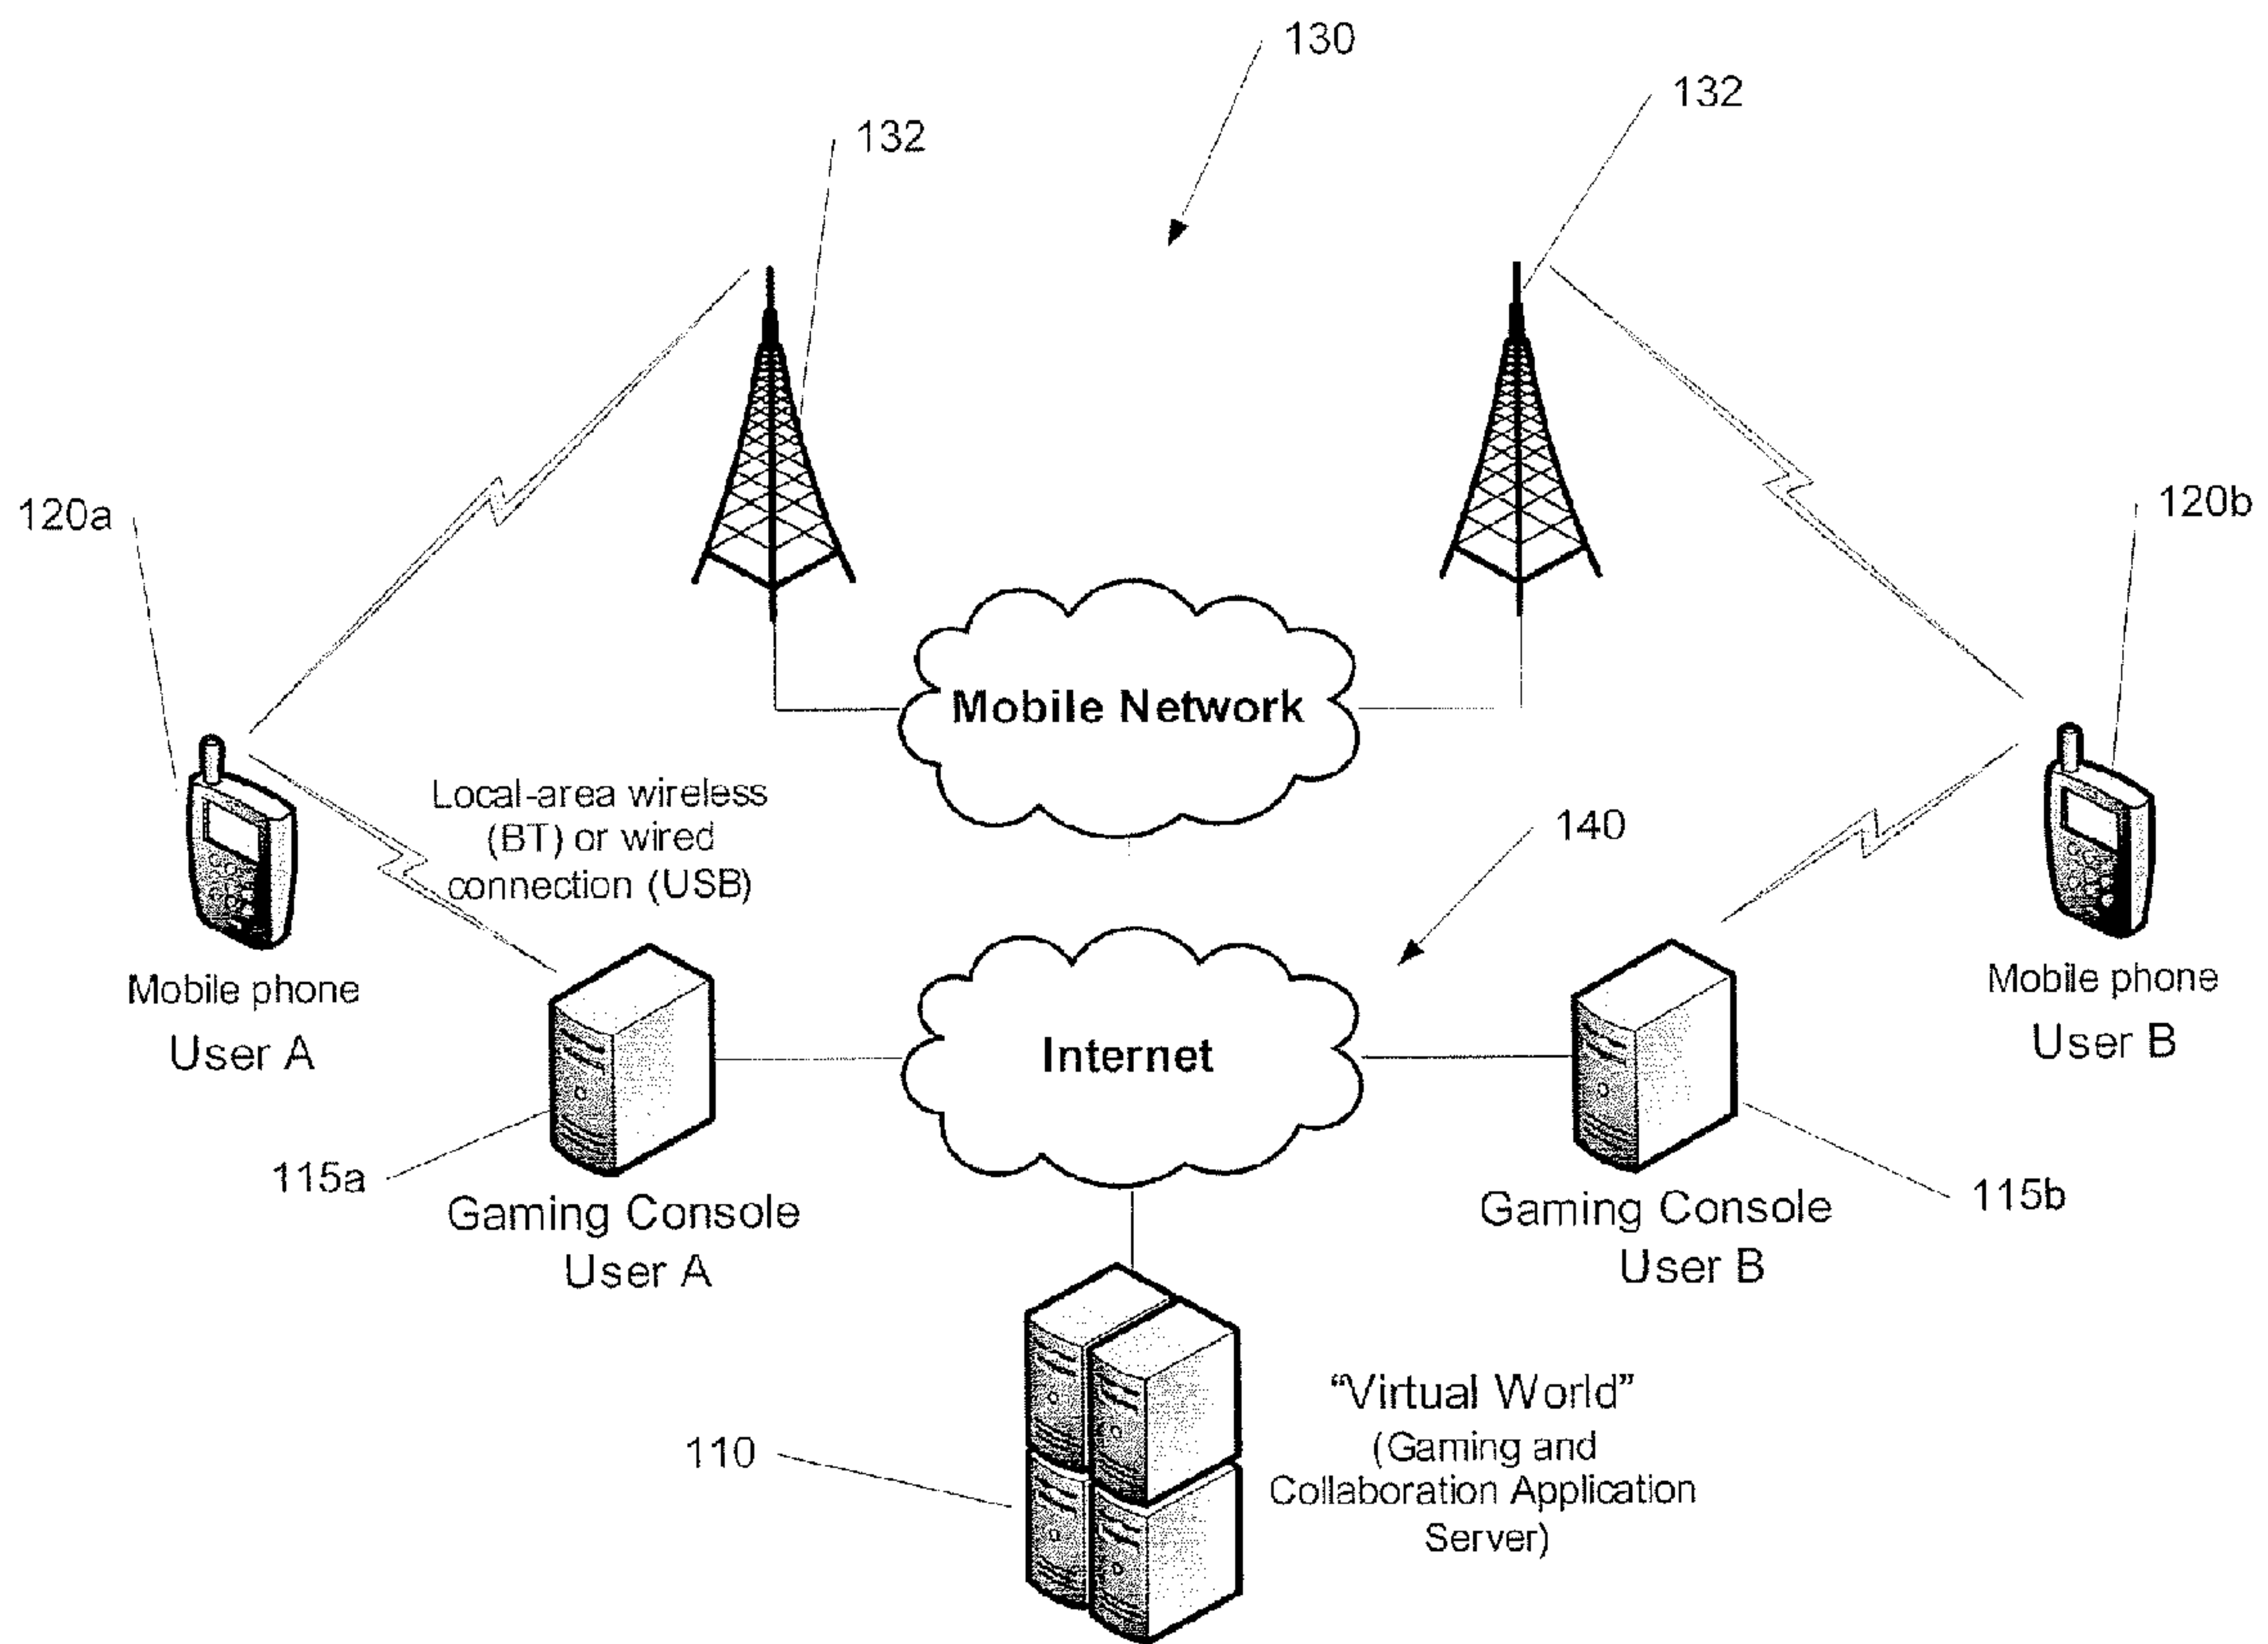 130
132
132
120a
120b
Mobile Network
Local-area wireless
(BT) or wired
connection (USB)
140
Mobile phone
User A
Mobile phone
User B
Internet
115a
Gaming Console
User A
Gaming Console
User B
115b
110
“Virtual World”
(Gaming and
Collaboration Application
Server)